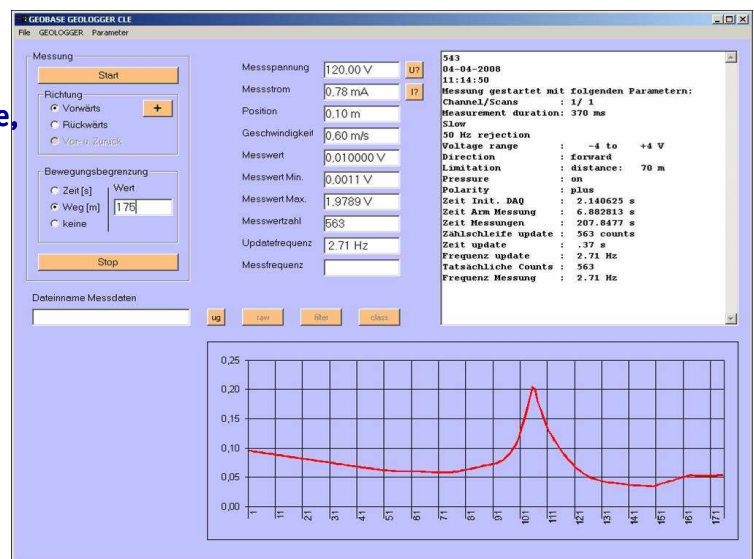 GEOBASE GEOLOGGER CLE
File GEOLOGGER Parameter
e,
Messung
Start
Richtung
Vorwärts
+
Rückwärts
Vor- u. Zurück
Bewegungsbegrenzung
Zeit [s]
Wert
Weg [m]
175
keine
Stop
Dateinname Messdaten
Messspannung 120,00 V U?
Messstrom 0,78 mA I?
Position 0,10 m
Geschwindigkeit 0,60 m/s
Messwert 0,010000 V
Messwert Min. 0,0011 V
Messwert Max. 1,9789 V
Messwertzahl 563
Updatefrequenz 2.71 Hz
Messfrequenz
ug raw filter class
543
04-04-2008
11:14:50
Messung gestartet mit folgenden Parametern:
Channel/Scans : 1/ 1
Measurement duration: 370 ms
Slow
50 Hz rejection
Voltage range : -4 to +4 V
Direction : forward
Limitation : distance: 70 m
Pressure : on
Polarity : plus
Zeit Init. DAQ : 2.140625 s
Zeit Arm Messung : 6.882813 s
Zeit Messungen : 207.8477 s
Zählschleife update : 563 counts
Zeit update : .37 s
Frequenz update : 2.71 Hz
Tatsächliche Counts : 563
Frequenz Messung : 2.71 Hz
0,25
0,20
0,15
0,10
0,05
0,00
1 11 21 31 41 51 61 71 81 91 101 111 121 131 141 151 161 171